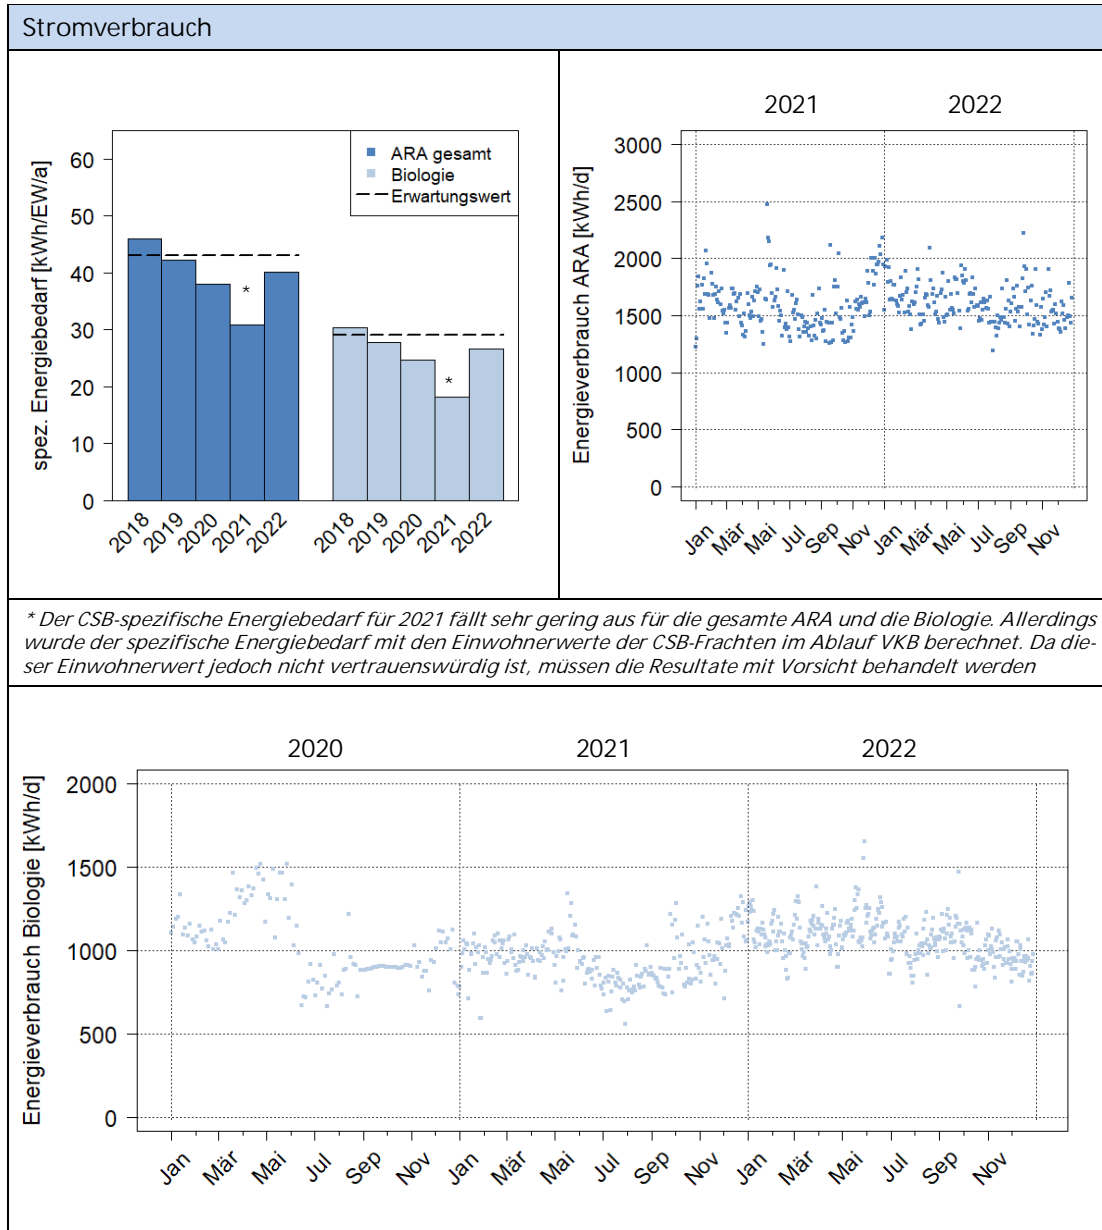 Stromverbrauch
spez. Energiebedarf [kWh/EW/a]
60
50
40
30
20
10
0
ARA gesamt
Biologie
Erwartungswert
*
*
2018 2019 2020 2021 2022 2018 2019 2020 2021 2022
2021 2022
Energieverbrauch ARA [kWh/d]
3000
2500
2000
1500
1000
500
0
Jan Mär Mai Jul Sep Nov Jan Mär Mai Jul Sep Nov
* Der CSB-spezifische Energiebedarf für 2021 fällt sehr gering aus für die gesamte ARA und die Biologie. Allerdings
wurde der spezifische Energiebedarf mit den Einwohnerwerte der CSB-Frachten im Ablauf VKB berechnet. Da die-
ser Einwohnerwert jedoch nicht vertrauenswürdig ist, müssen die Resultate mit Vorsicht behandelt werden
2020 2021 2022
Energieverbrauch Biologie [kWh/d]
2000
1500
1000
500
0
Jan Mär Mai Jul Sep Nov Jan Mär Mai Jul Sep Nov Jan Mär Mai Jul Sep Nov